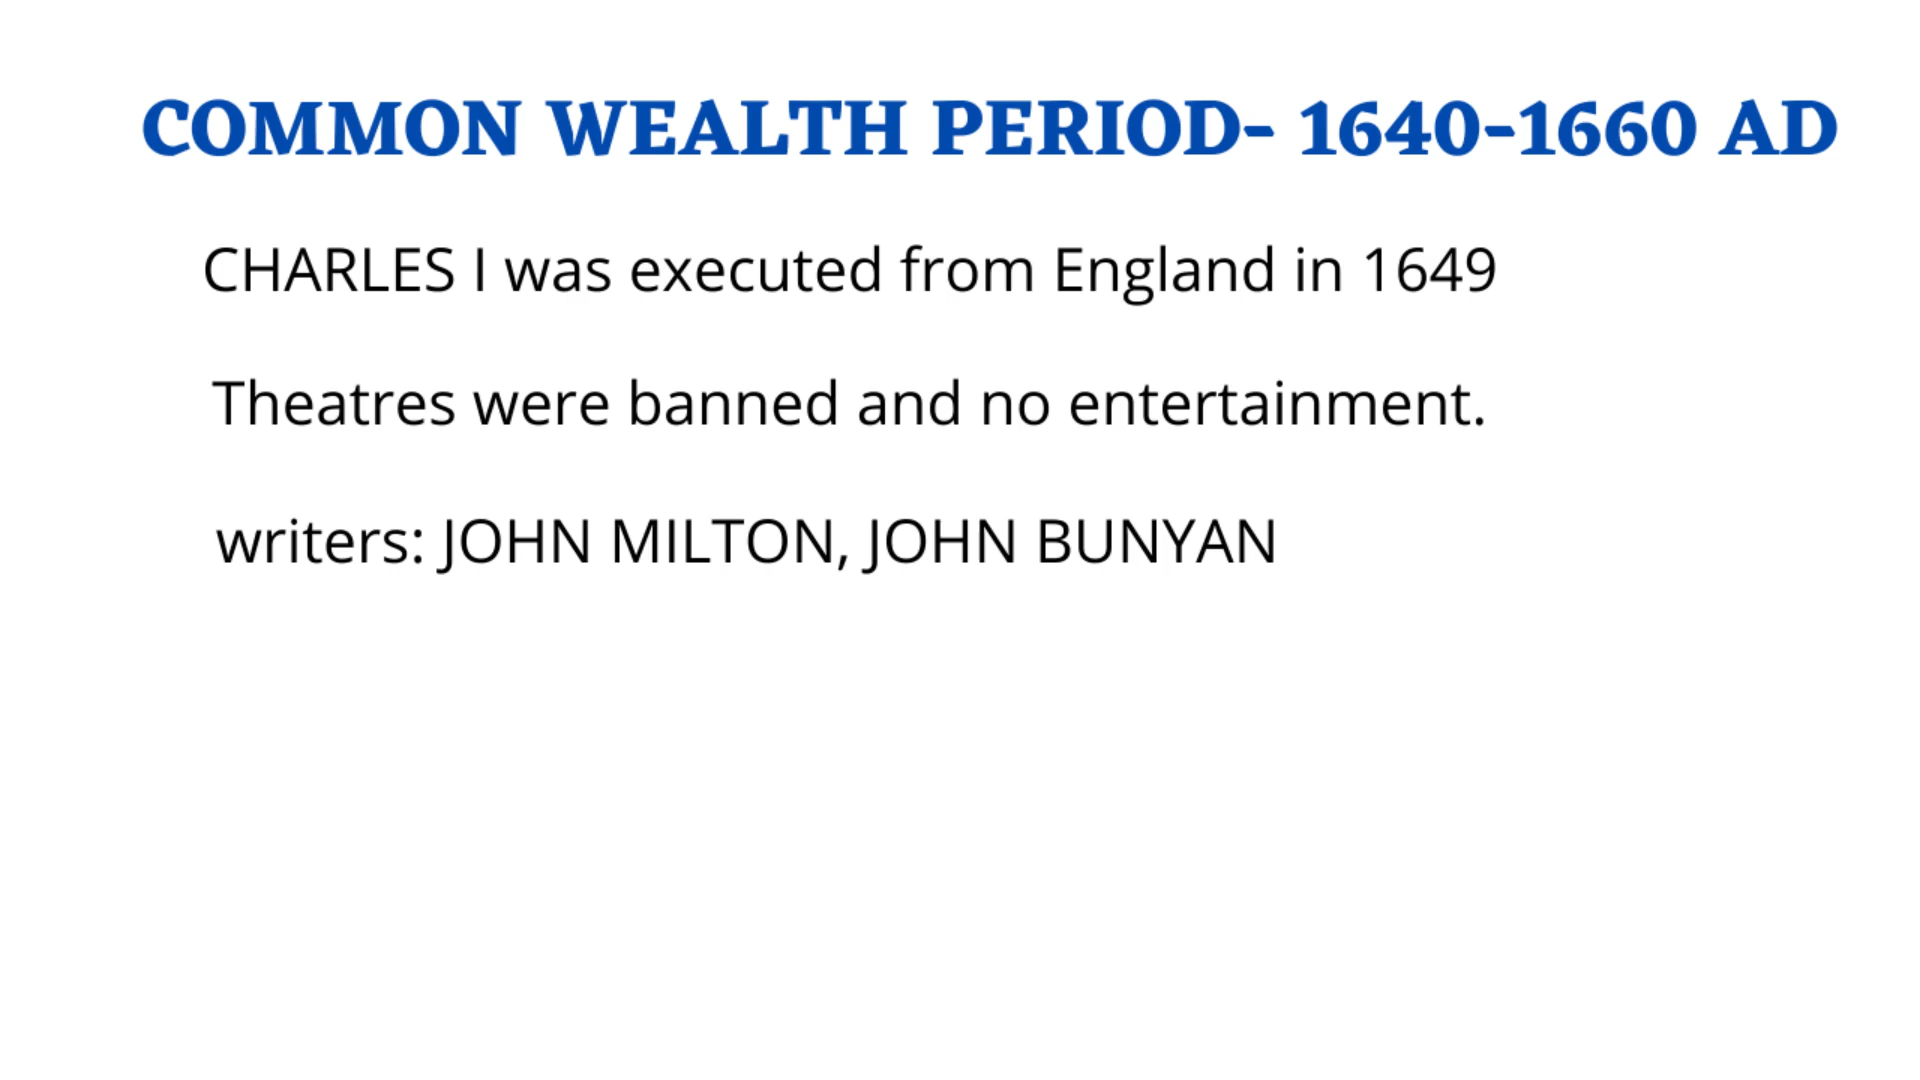 COMMON WEALTH PERIOD- 1640-1660 AD
CHARLES I was executed from England in 1649
Theatres were banned and no entertainment.
writers: JOHN MILTON, JOHN BUNYAN